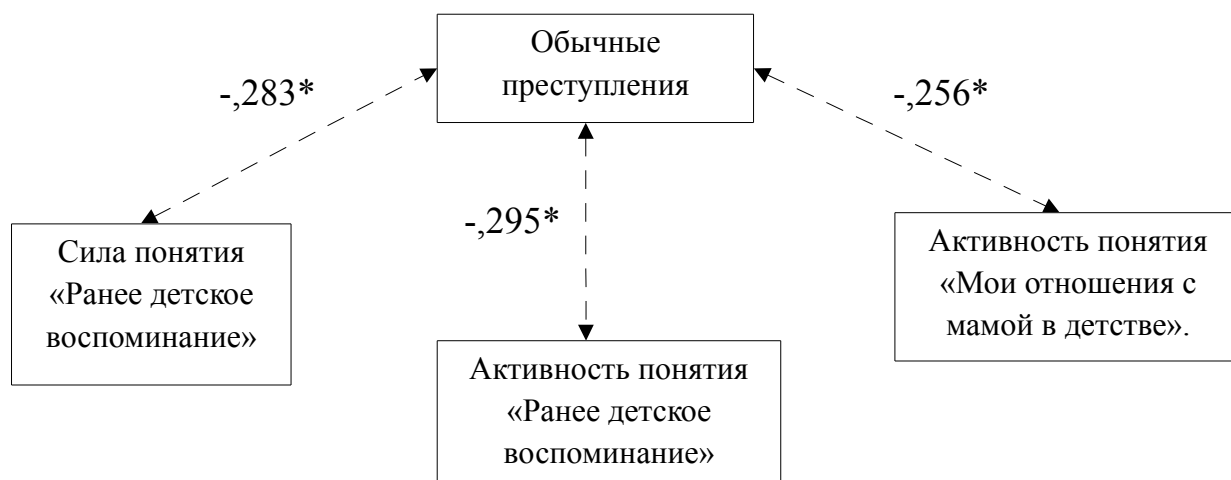 Обычные
преступления
-,283*
-,256*
-,295*
Сила понятия
«Ранее детское
воспоминание»
Активность понятия
«Мои отношения с
мамой в детстве».
Активность понятия
«Ранее детское
воспоминание»